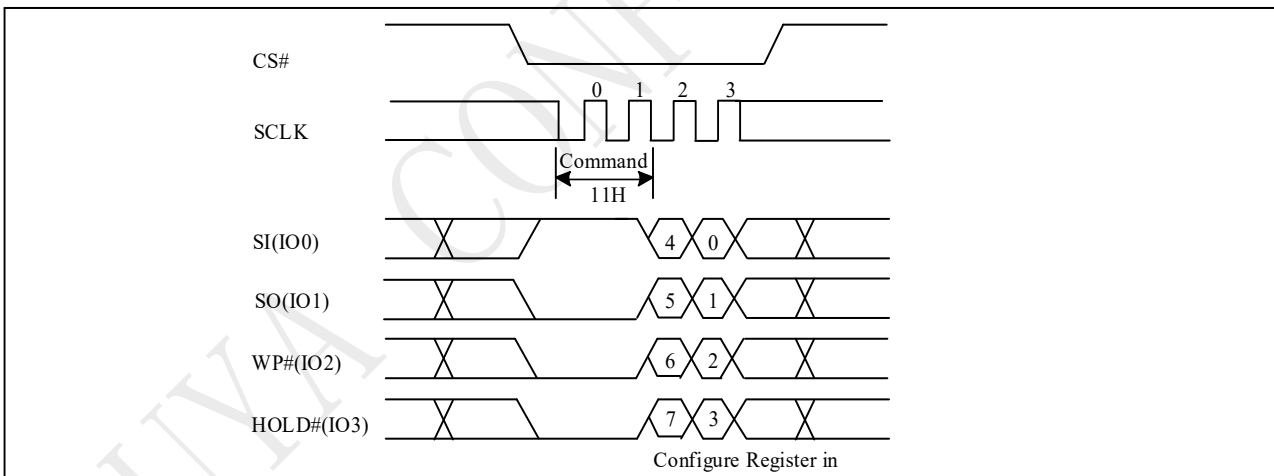 CS#
0 1 2 3
SCLK
Command
11H
SI(IO0) 4 0
SO(IO1) 5 1
WP#(IO2) 6 2
HOLD#(IO3) 7 3
Configure Register in